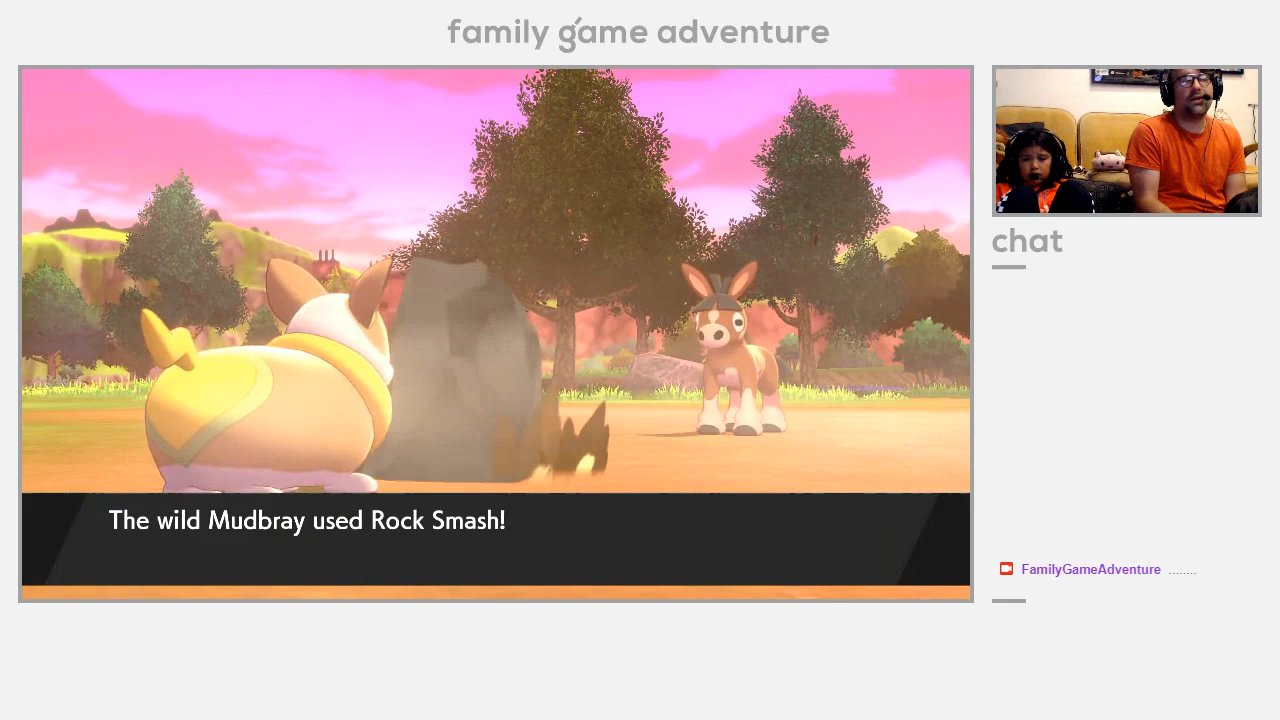 family game adventure
The wild Mudbray used Rock Smash!
chat
FamilyGameAdventure ........